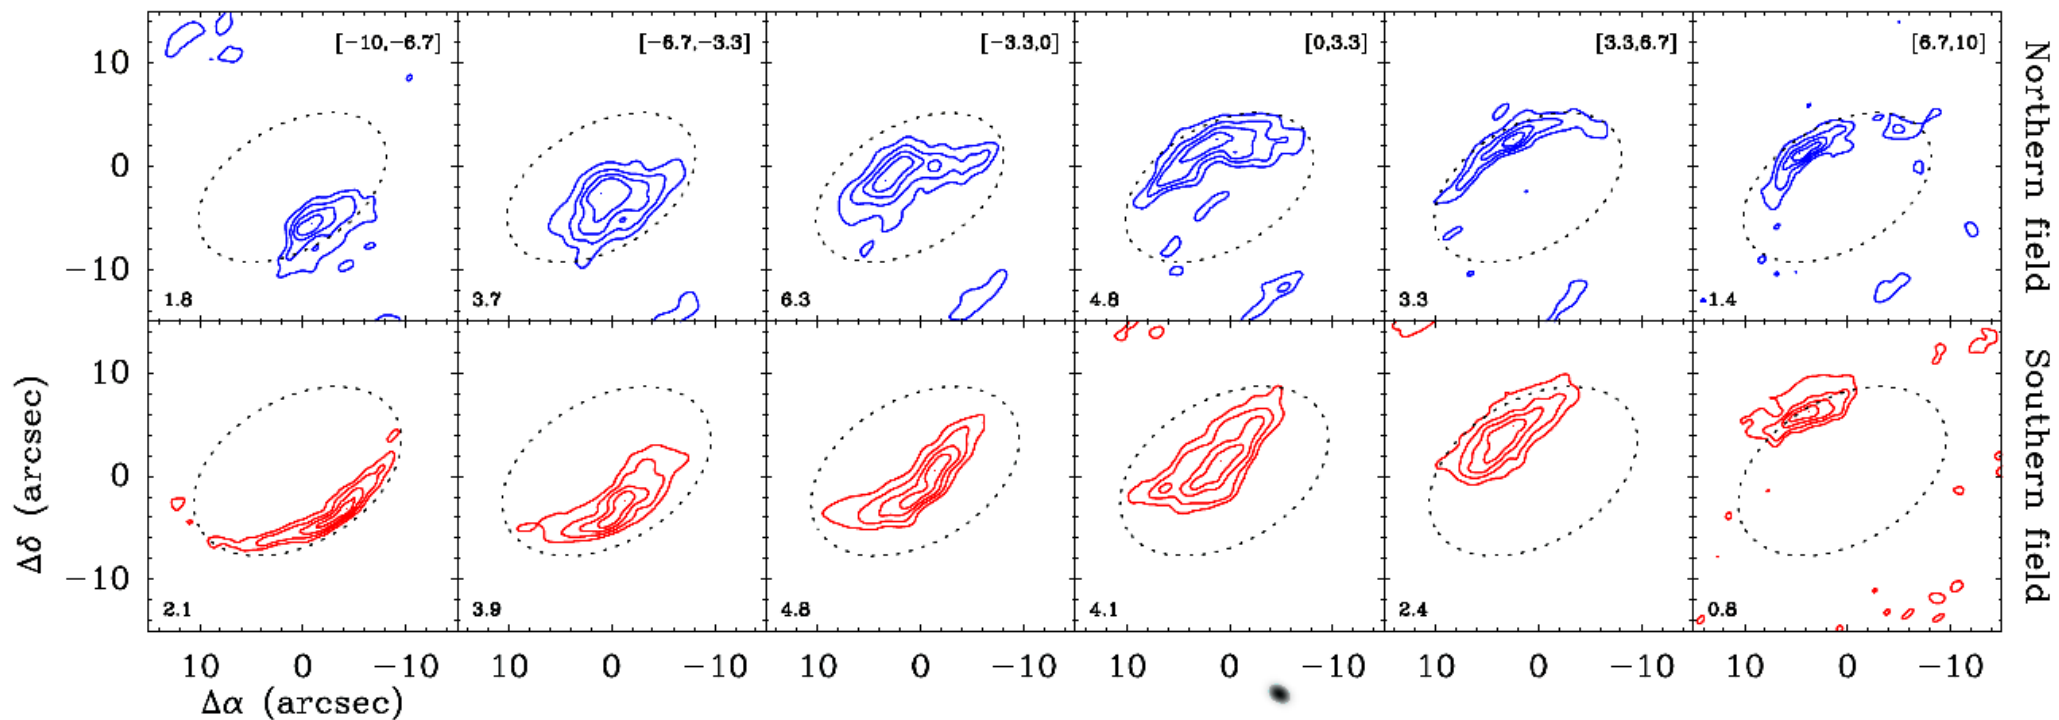 [−10,−6.7] [−6.7,−3.3] [−3.3,0] [0,3.3] [3.3,6.7] [6.7,10]
10
0
−10
1.8 3.7 6.3 4.8 3.3 1.4
Northern field
10
0
−10
2.1 3.9 4.8 4.1 2.4 0.8
Southern field
Δδ (arcsec)
10 0 −10 10 0 −10 10 0 −10 10 0 −10 10 0 −10 10 0 −10
Δα (arcsec)